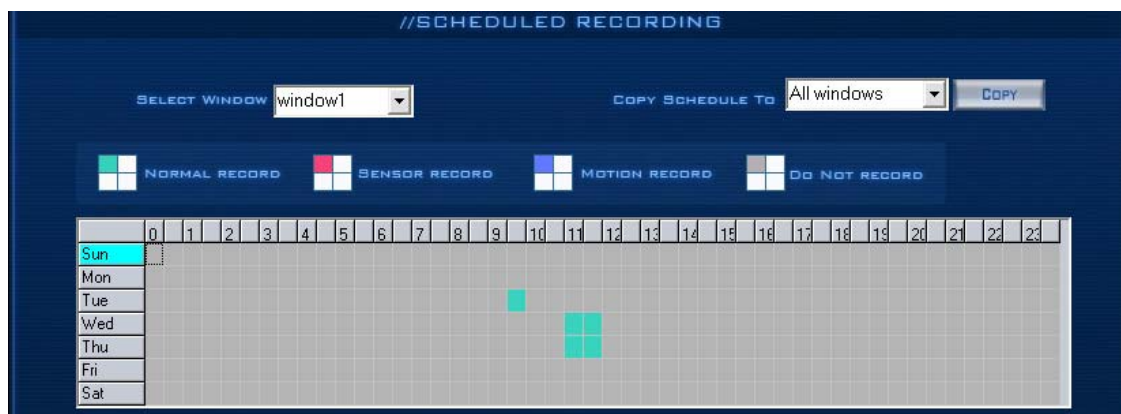 //SCHEDULED RECORDING
SELECT WINDOW window1 COPY SCHEDULE TO All windows COPY
NORMAL RECORD SENSOR RECORD MOTION RECORD DO NOT RECORD
0 1 2 3 4 5 6 7 8 9 10 11 12 13 14 15 16 17 18 19 20 21 22 23
Sun
Mon
Tue
Wed
Thu
Fri
Sat